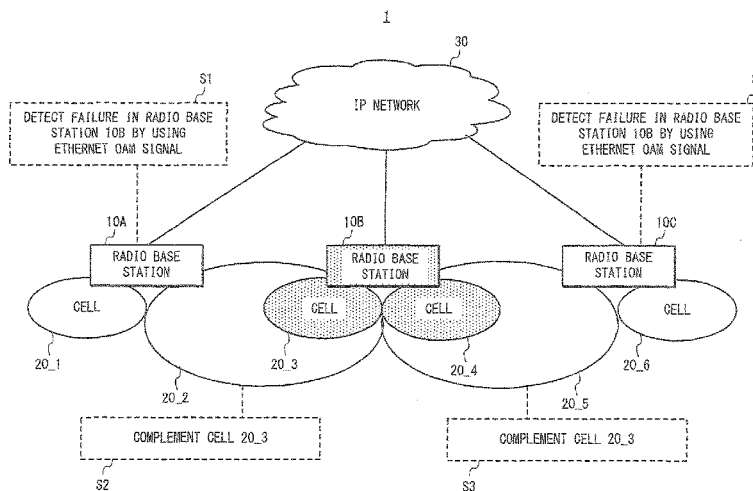 1
30
IP NETWORK
S1
DETECT FAILURE IN RADIO BASE
STATION 10B BY USING
ETHERNET OAM SIGNAL
DETECT FAILURE IN RADIO BASE
STATION 10B BY USING
ETHERNET OAM SIGNAL
10A
RADIO BASE
STATION
10B
RADIO BASE
STATION
10C
RADIO BASE
STATION
CELL
CELL
CELL
CELL
20_1
20_2
20_3
20_4
20_5
20_6
COMPLEMENT CELL 20_3
COMPLEMENT CELL 20_3
S2
S3